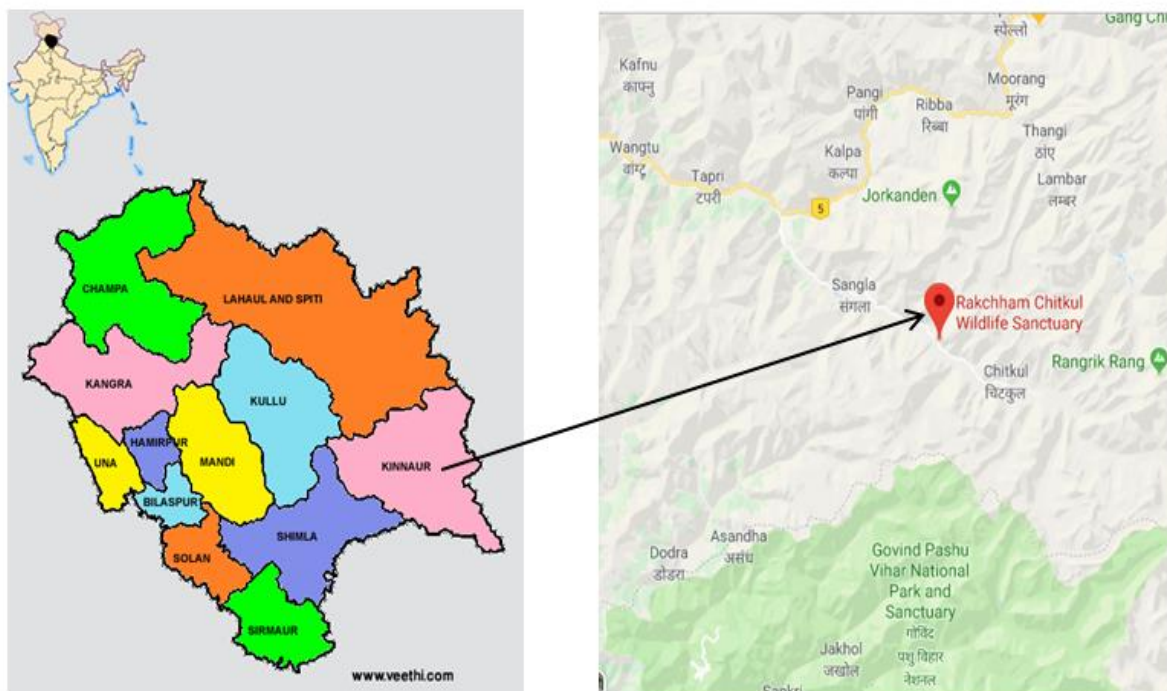 CHAMPA
LAHAUL AND SPITI
KANGRA
KULLU
HAMIRPUR
UNA
MANDI
KINNAUR
BILASPUR
SHIMLA
SOLAN
SIRMAUR
www.veethi.com
स्पेल्लो
Kafnu
काफ्नु
Moorang
मूरंग
Pangi
पांगी
Ribba
रिब्बा
Thangi
ठांए
Wangtu
वांग्टू
Kalpa
कल्पा
Tapri
टपरी
Lambar
लम्बर
5
Jorkanden
Sangla
संगला
Rakchham Chitkul
Wildlife Sanctuary
Rangrik Rang
Chitkul
चिटकुल
Asandha
असंध
Dodra
डोडरा
Govind Pashu
Vihar National
Park and
Sanctuary
गोविंद
पशु विहार
नेशनल
Jakhol
जखोल